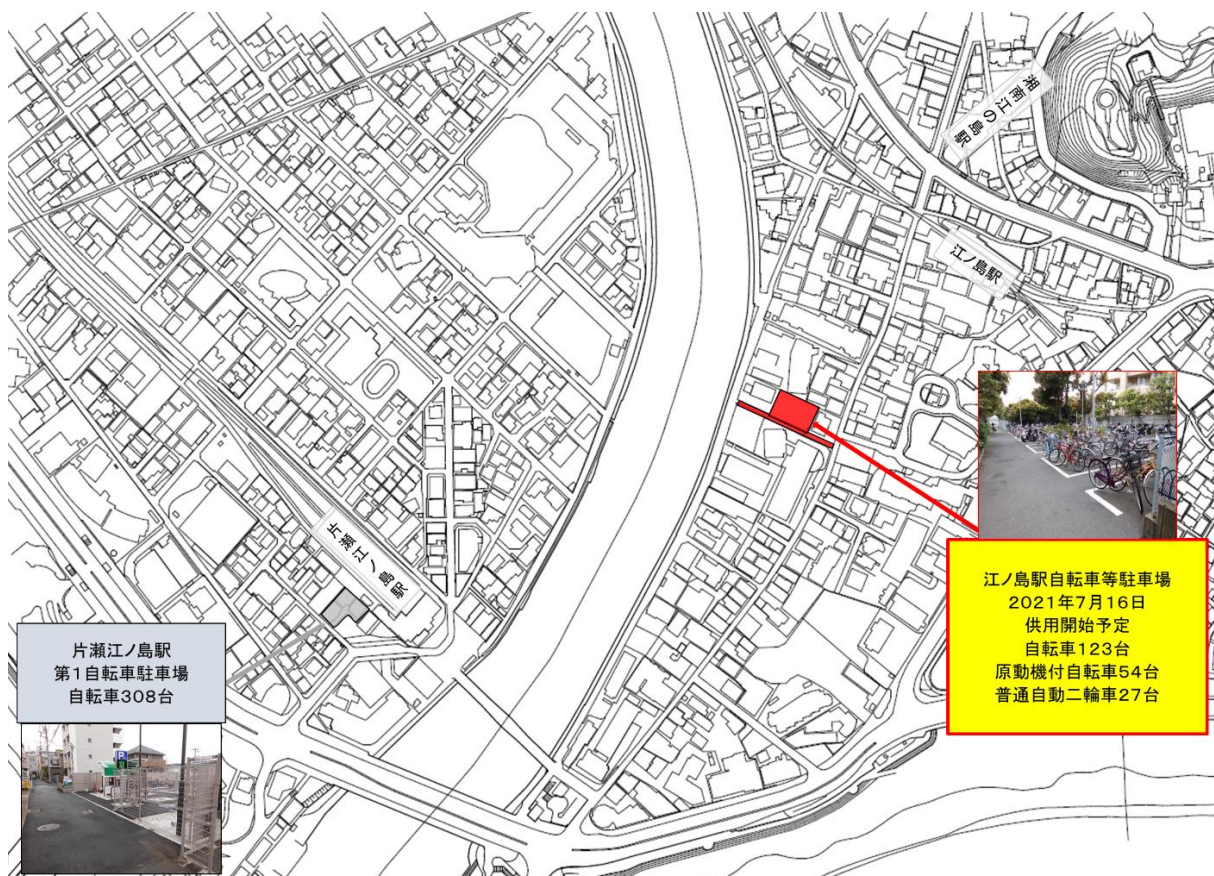 湘南江の島駅
江ノ島駅
片瀬江ノ島駅
江ノ島駅自転車等駐車場
2021年7月16日
供用開始予定
自転車123台
原動機付自転車54台
普通自動二輪車27台
片瀬江ノ島駅
第1自転車駐車場
自転車308台
P